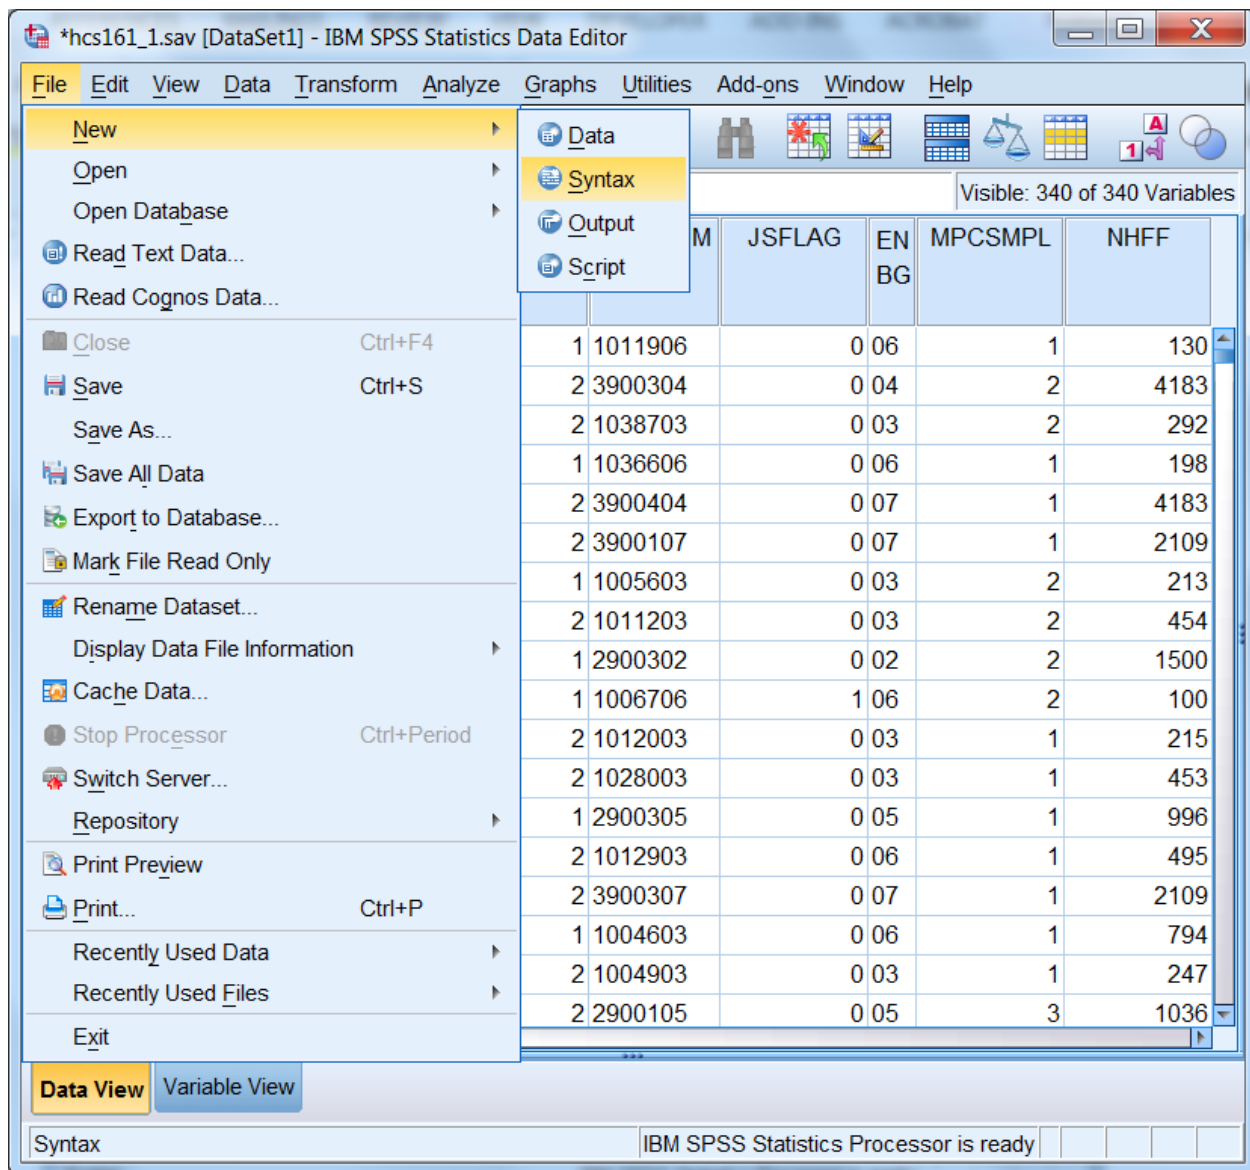 *hcs161_1.sav [DataSet1] - IBM SPSS Statistics Data Editor
File Edit View Data Transform Analyze Graphs Utilities Add-ons Window Help
New
Open
Open Database
Read Text Data...
Read Cognos Data...
Close Ctrl+F4
Save Ctrl+S
Save As...
Save All Data
Export to Database...
Mark File Read Only
Rename Dataset...
Display Data File Information
Cache Data...
Stop Processor Ctrl+Period
Switch Server...
Repository
Print Preview
Print... Ctrl+P
Recently Used Data
Recently Used Files
Exit
Data
Syntax
Output
Script
A
1
Visible: 340 of 340 Variables
M JSFLAG EN BG MPCSMPL NHFF
1 1011906 0 06 1 130
2 3900304 0 04 2 4183
2 1038703 0 03 2 292
1 1036606 0 06 1 198
2 3900404 0 07 1 4183
2 3900107 0 07 1 2109
1 1005603 0 03 2 213
2 1011203 0 03 2 454
1 2900302 0 02 2 1500
1 1006706 1 06 2 100
2 1012003 0 03 1 215
2 1028003 0 03 1 453
1 2900305 0 05 1 996
2 1012903 0 06 1 495
2 3900307 0 07 1 2109
1 1004603 0 06 1 794
2 1004903 0 03 1 247
2 2900105 0 05 3 1036
Data View Variable View
Syntax IBM SPSS Statistics Processor is ready